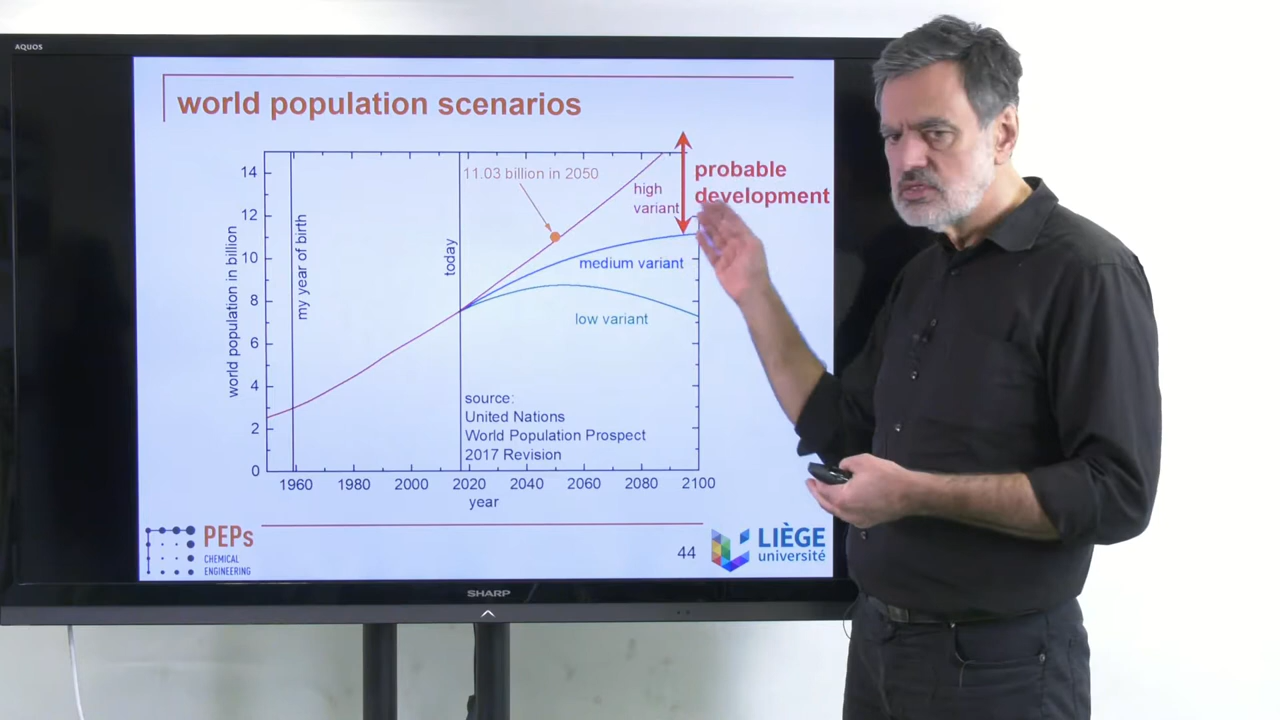 AQUOS
world population scenarios
14
12
10
8
6
4
2
0
world population in billion
my year of birth
today
11.03 billion in 2050
high
variant
probable
development
medium variant
low variant
source:
United Nations
World Population Prospect
2017 Revision
1960 1980 2000 2020 2040 2060 2080 2100
year
PEPs
CHEMICAL
ENGINEERING
44
LIÈGE
université
SHARP